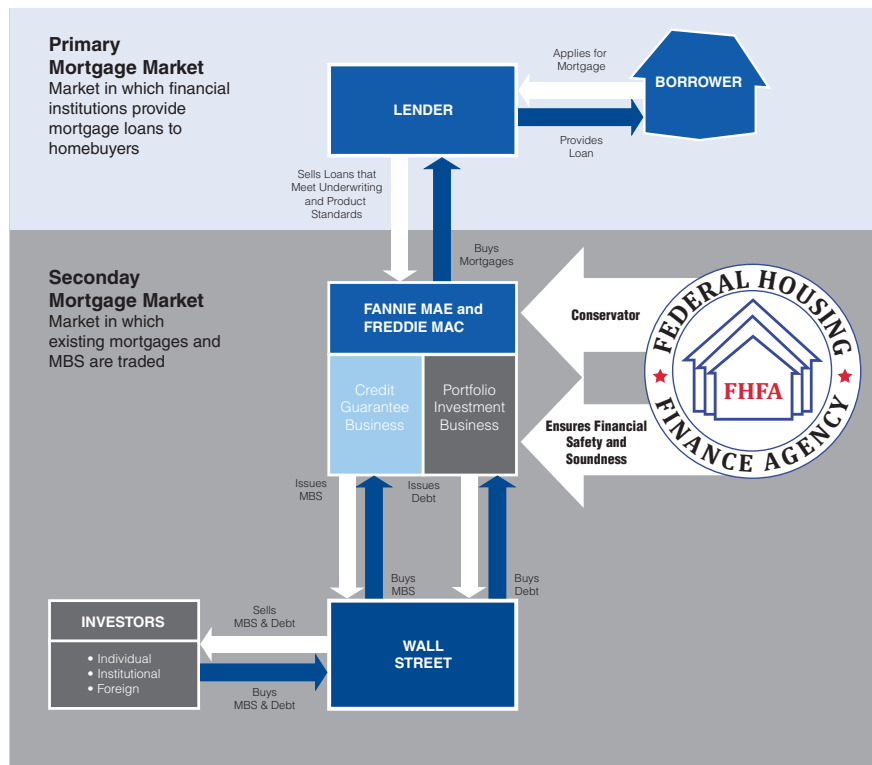 Primary
Mortgage Market
Market in which financial
institutions provide
mortgage loans to
homebuyers
LENDER
Applies for
Mortgage
BORROWER
Provides
Loan
Sells Loans that
Meet Underwriting
and Product
Standards
Buys
Mortgages
Seconday
Mortgage Market
Market in which
existing mortgages and
MBS are traded
FANNIE MAE and
FREDDIE MAC
Credit
Guarantee
Business
Portfolio
Investment
Business
Conservator
Ensures Financial
Safety and
Soundness
FEDERAL HOUSING
FINANCE AGENCY
FHFA
Issues
MBS
Issues
Debt
Buys
MBS
Buys
Debt
INVESTORS
• Individual
• Institutional
• Foreign
Sells
MBS & Debt
Buys
MBS & Debt
WALL
STREET